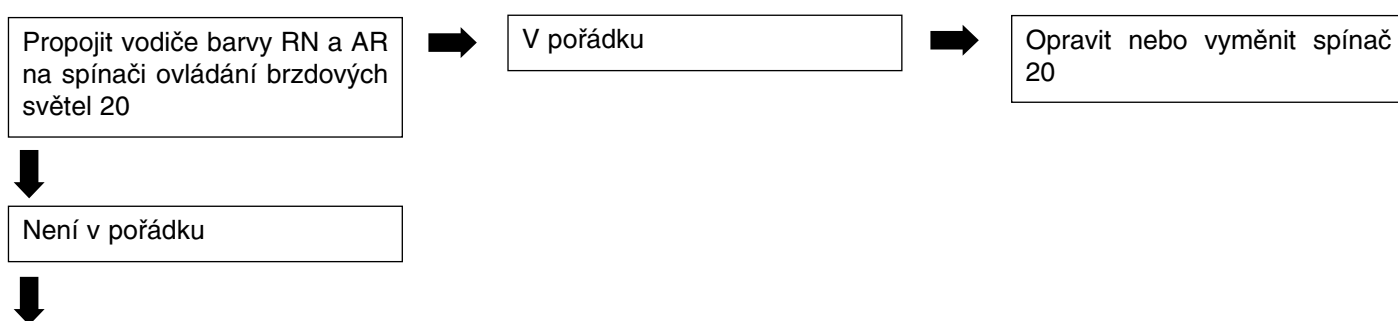 Propojit vodiče barvy RN a AR
na spínači ovládání brzdových
světel 20
V pořádku
Opravit nebo vyměnit spínač
20
Není v pořádku